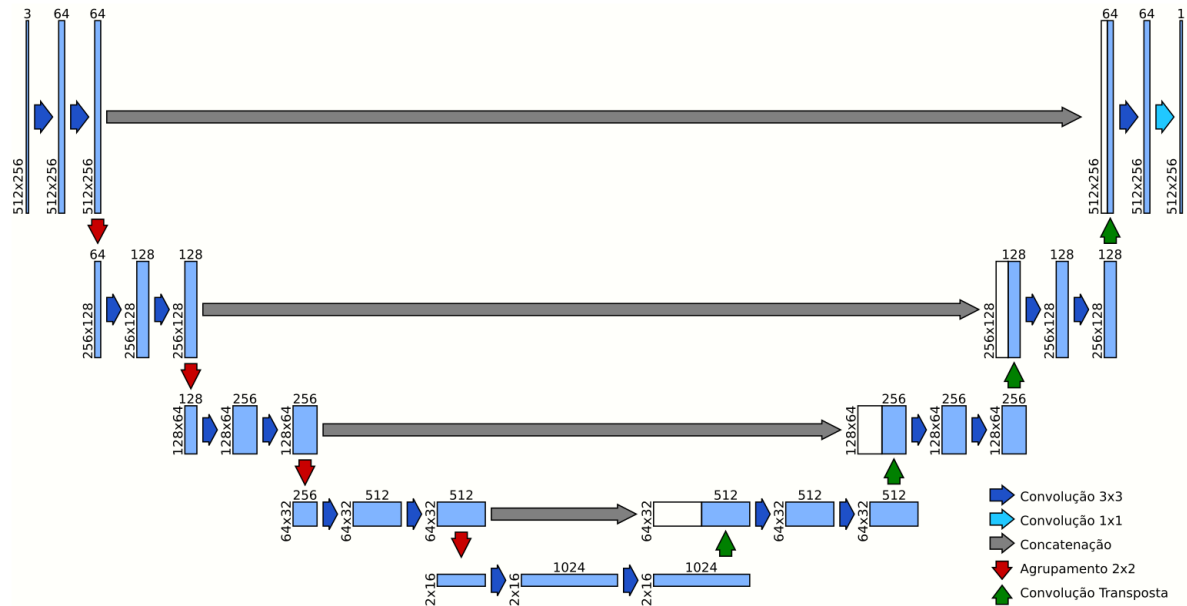 3
64
64
64
64
1
512x256
512x256
512x256
512x256
512x256
512x256
64
128
128
128
128
128
256x128
256x128
256x128
256x128
256x128
256x128
128
256
256
256
256
256
128x64
128x64
128x64
128x64
128x64
128x64
256
512
512
512
512
512
64x32
64x32
64x32
64x32
64x32
64x32
1024
1024
2x16
2x16
2x16
Convolução 3x3
Convolução 1x1
Concatenação
Agrupamento 2x2
Convolução Transposta